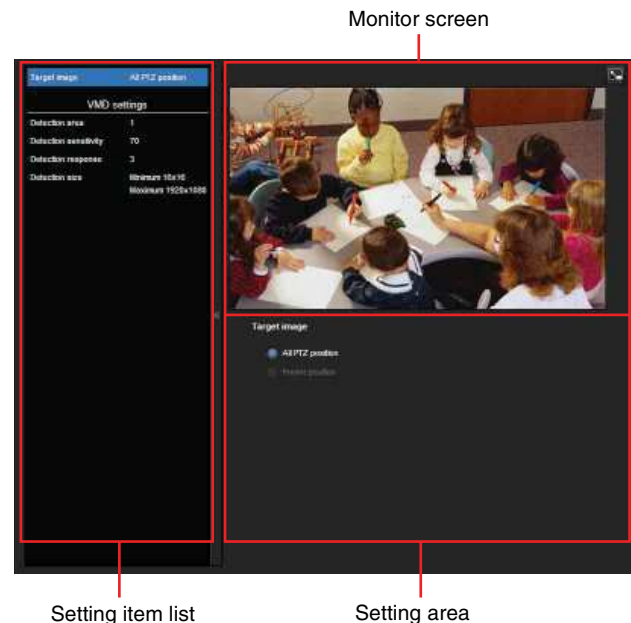 Monitor screen
Target image All PTZ position
VMD settings
Detection area 1
Detection sensitivity 70
Detection response 3
Detection size Minimum 16x16
Maximum 1920x1080
Target image
All PTZ position
Preset position
Setting item list Setting area